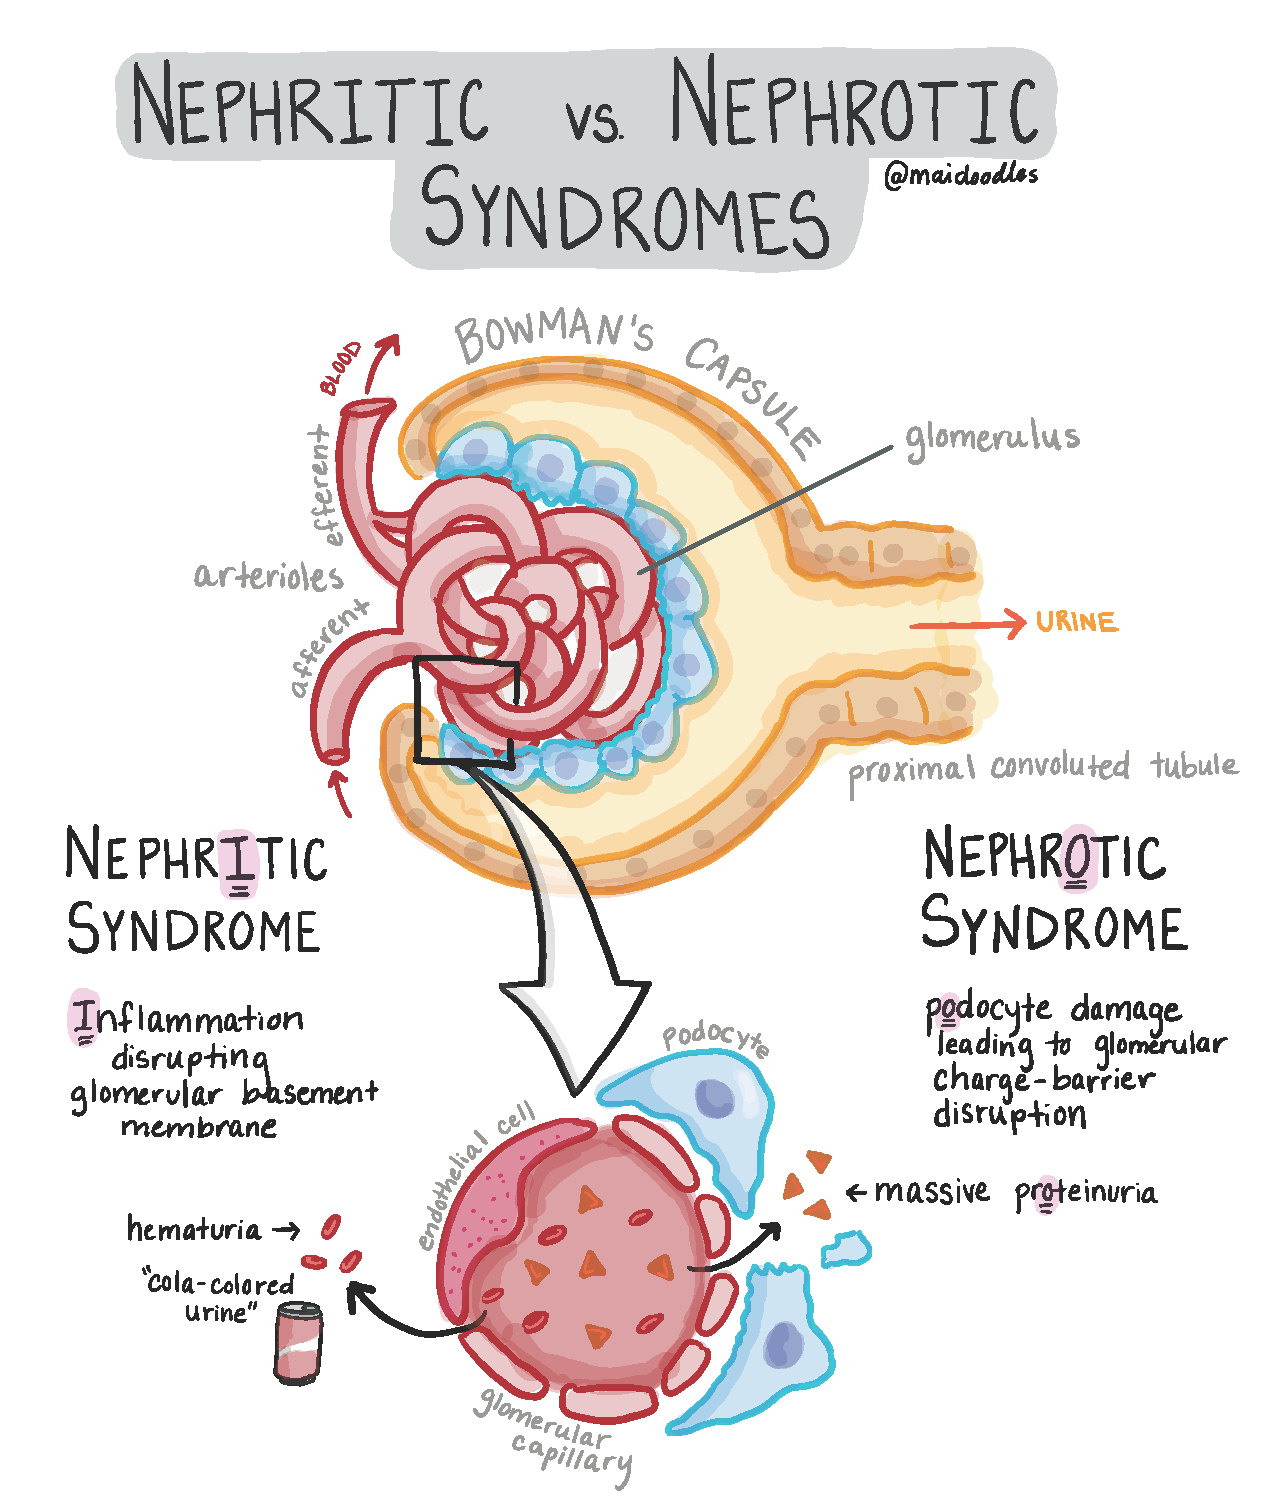 NEPHRITIC vs. NEPHROTIC
SYNDROMES
@maidoodles
BOWMAN'S CAPSULE
BLOOD
efferent
glomerulus
arterioles
afferent
URINE
proximal convoluted tubule
NEPHRITIC
SYNDROME
Inflammation
disrupting
glomerular basement
membrane
hematuria →
"cola-colored
urine"
NEPHROTIC
SYNDROME
podocyte damage
leading to glomerular
charge-barrier
disruption
← massive proteinuria
podocyte
endothelial cell
glomerular
capillary